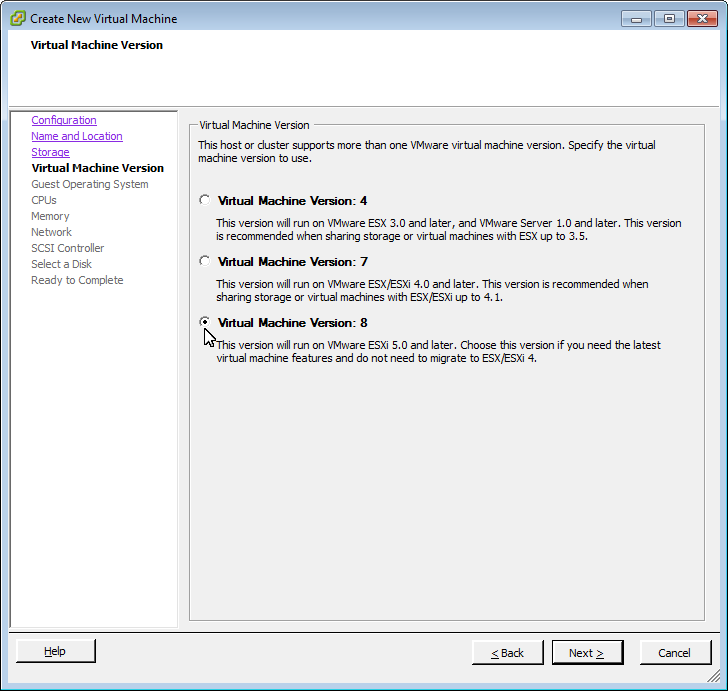 Create New Virtual Machine
Virtual Machine Version
Configuration
Name and Location
Storage
Virtual Machine Version
Guest Operating System
CPUs
Memory
Network
SCSI Controller
Select a Disk
Ready to Complete
Virtual Machine Version
This host or cluster supports more than one VMware virtual machine version. Specify the virtual
machine version to use.
Virtual Machine Version: 4
This version will run on VMware ESX 3.0 and later, and VMware Server 1.0 and later. This version
is recommended when sharing storage or virtual machines with ESX up to 3.5.
Virtual Machine Version: 7
This version will run on VMware ESX/ESXi 4.0 and later. This version is recommended when
sharing storage or virtual machines with ESX/ESXi up to 4.1.
Virtual Machine Version: 8
This version will run on VMware ESXi 5.0 and later. Choose this version if you need the latest
virtual machine features and do not need to migrate to ESX/ESXi 4.
Help
< Back
Next >
Cancel